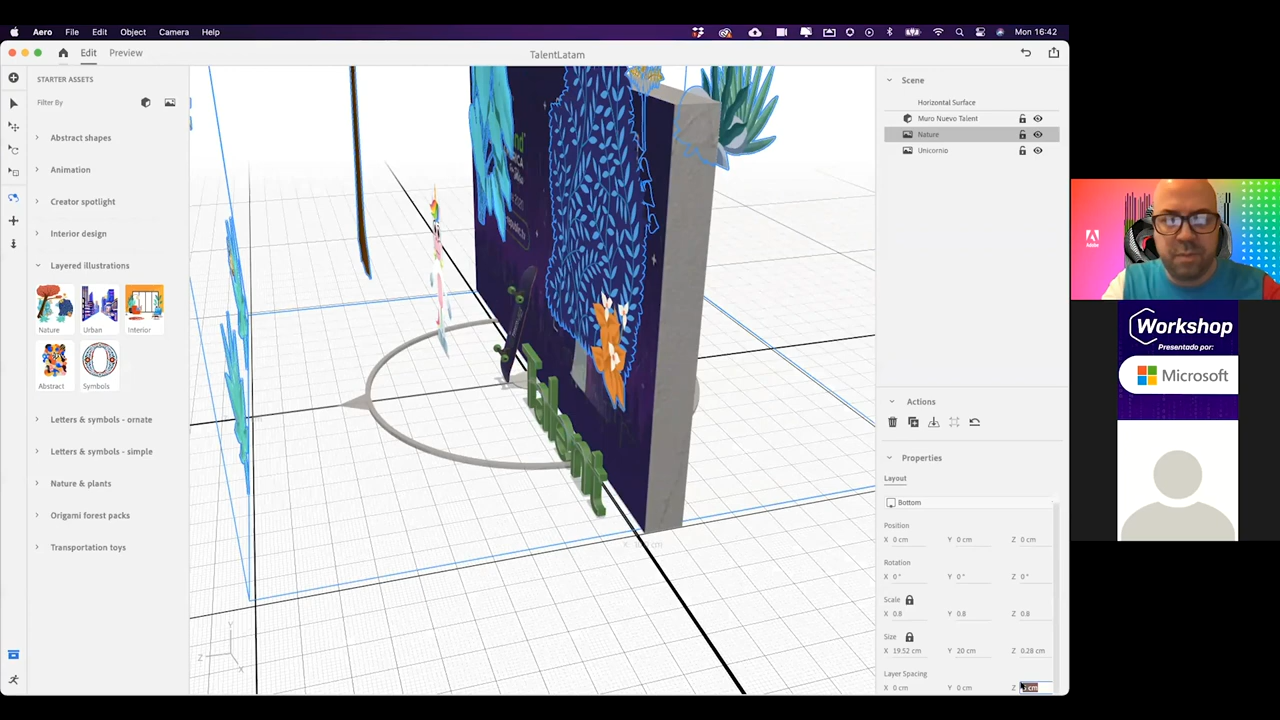 Aero File Edit Object Camera Help Mon 16:42
Edit Preview TalentLatam
STARTER ASSETS
Filter By
Abstract shapes
Animation
Creator spotlight
Interior design
Layered illustrations
Nature Urban Interior
Abstract Symbols
Letters & symbols - ornate
Letters & symbols - simple
Nature & plants
Origami forest packs
Transportation toys
Scene
Horizontal Surface
Muro Nuevo Talent
Nature
Unicornio
Actions
Properties
Layout
Bottom
Position
X 0 cm Y 0 cm Z 0 cm
Rotation
X 0° Y 0° Z 0°
Scale
X 0.8 Y 0.8 Z 0.8
Size
X 19.52 cm Y 20 cm Z 0.28 cm
Layer Spacing
X 0 cm Y 0 cm Z cm
Z X Y
Adobe
Workshop
Presentado por:
Microsoft